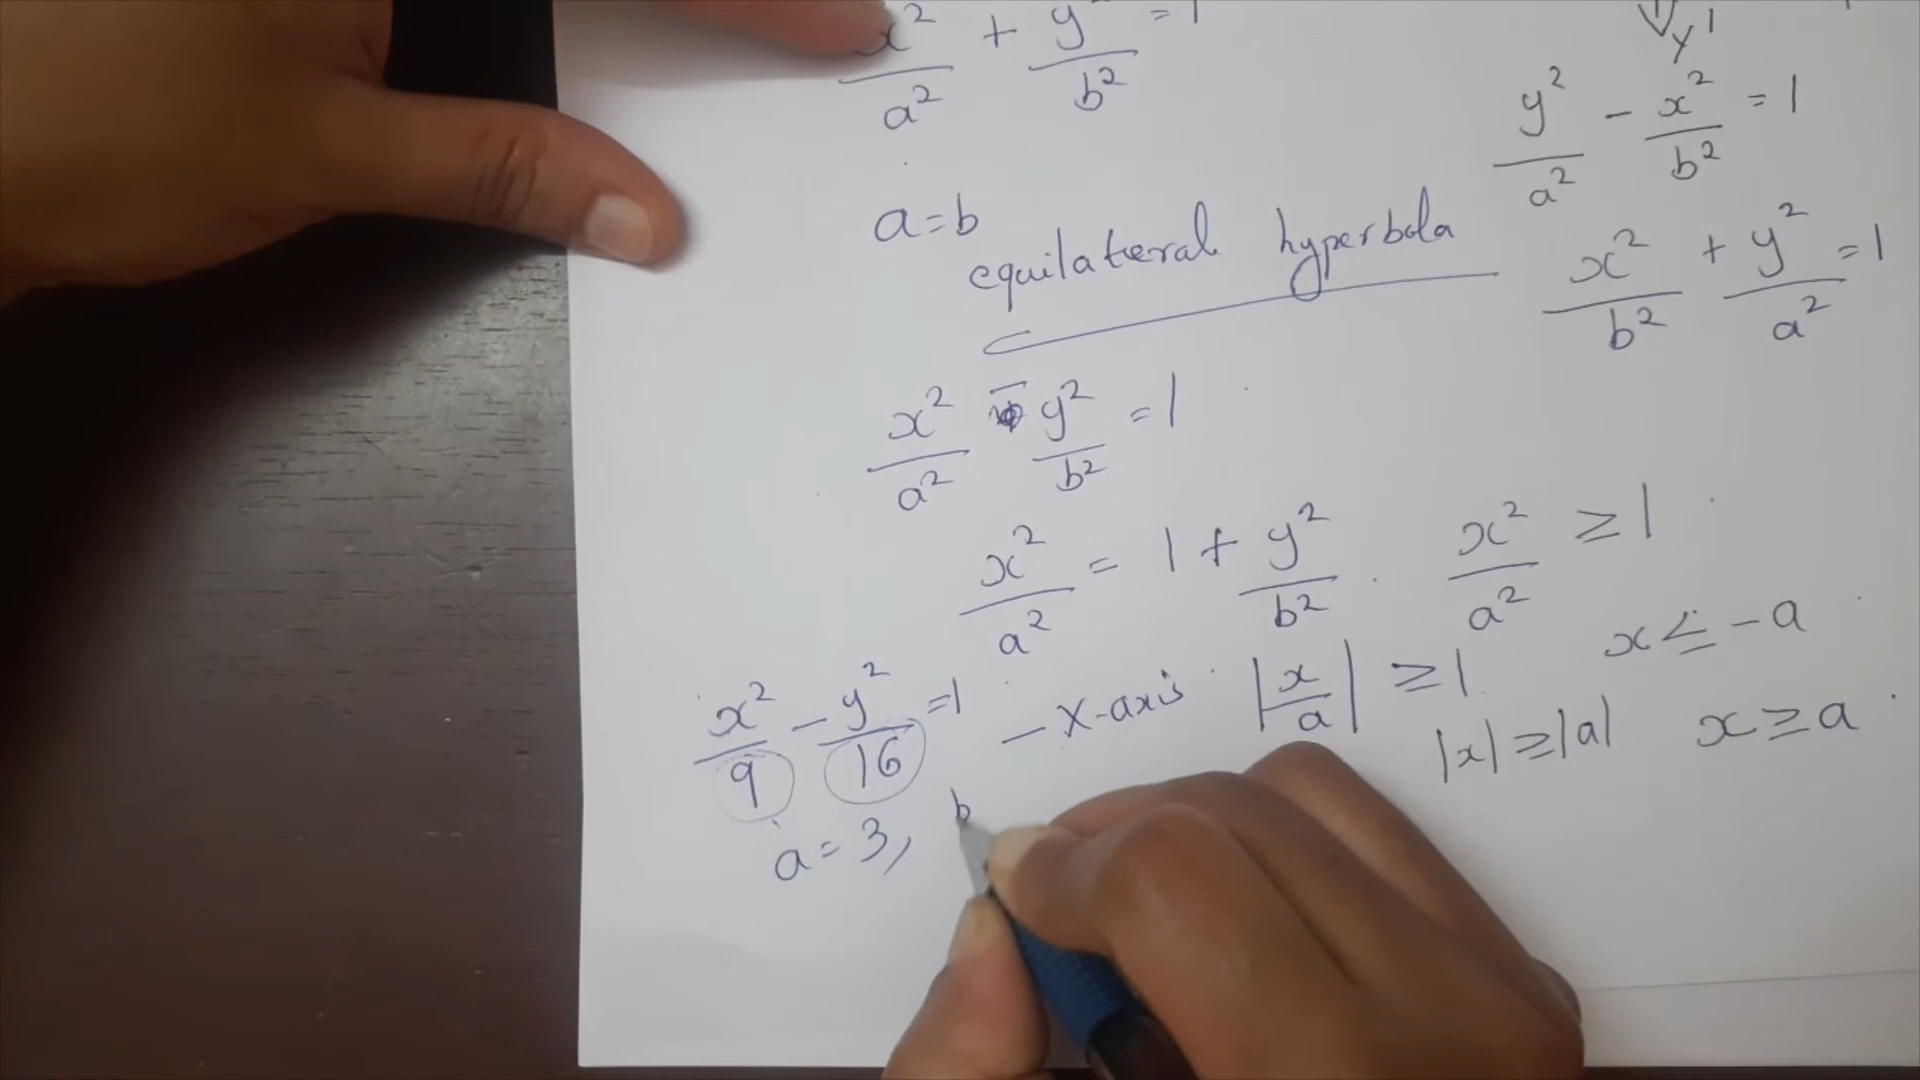 x²/a² + y²/b² = 1
y'
y²/a² - x²/b² = 1
a = b
equilateral hyperbola
x²/b² + y²/a² = 1
x²/a² - y²/b² = 1
x²/a² = 1 + y²/b²
x²/a² ≥ 1
x²/9 - y²/16 = 1 - X-axis
|x/a| ≥ 1
x ≤ -a
|x| ≥ |a| x ≥ a
a = 3, b